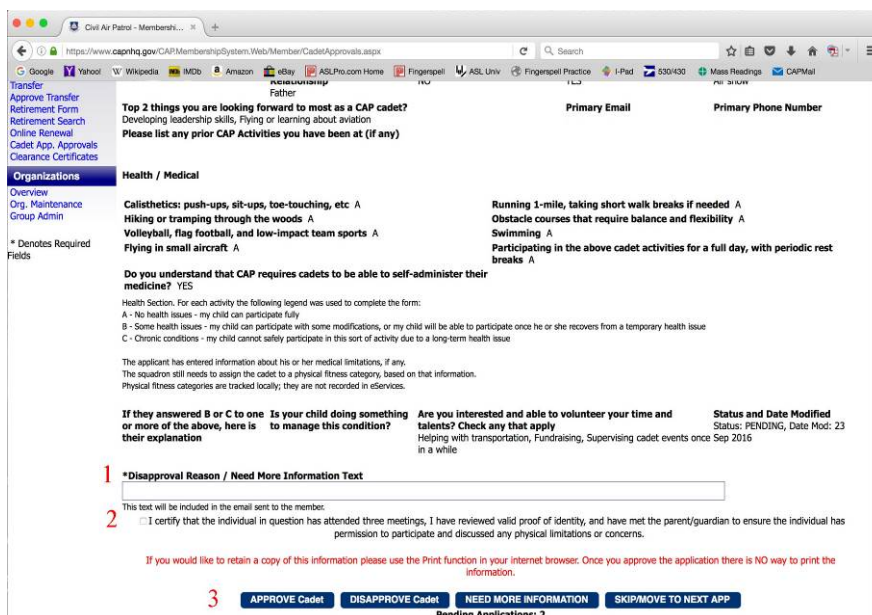 Civil Air Patrol - Membershi...
https://www.capnhq.gov/CAP.MembershipSystem.Web/Member/CadetApprovals.aspx
Search
Google Yahoo! Wikipedia IMDb Amazon eBay ASLPro.com Home Fingerspell ASL Univ Fingerspell Practice I-Pad 530/430 Mass Readings CAPMail
Transfer
Approve Transfer
Retirement Form
Retirement Search
Online Renewal
Cadet App. Approvals
Clearance Certificates
Organizations
Overview
Org. Maintenance
Group Admin
* Denotes Required
Fields
Relationship NO YES Air show
Father
Top 2 things you are looking forward to most as a CAP cadet? Primary Email Primary Phone Number
Developing leadership skills, Flying or learning about aviation
Please list any prior CAP Activities you have been at (if any)
Health / Medical
Calisthetics: push-ups, sit-ups, toe-touching, etc A Running 1-mile, taking short walk breaks if needed A
Hiking or tramping through the woods A Obstacle courses that require balance and flexibility A
Volleyball, flag football, and low-impact team sports A Swimming A
Flying in small aircraft A Participating in the above cadet activities for a full day, with periodic rest
breaks A
Do you understand that CAP requires cadets to be able to self-administer their
medicine? YES
Health Section. For each activity the following legend was used to complete the form:
A - No health issues - my child can participate fully
B - Some health issues - my child can participate with some modifications, or my child will be able to participate once he or she recovers from a temporary health issue
C - Chronic conditions - my child cannot safely participate in this sort of activity due to a long-term health issue
The applicant has entered information about his or her medical limitations, if any.
The squadron still needs to assign the cadet to a physical fitness category, based on that information.
Physical fitness categories are tracked locally; they are not recorded in eServices.
If they answered B or C to one Is your child doing something Are you interested and able to volunteer your time and Status and Date Modified
or more of the above, here is to manage this condition? talents? Check any that apply Status: PENDING, Date Mod: 23
their explanation Helping with transportation, Fundraising, Supervising cadet events once Sep 2016
in a while
1 *Disapproval Reason / Need More Information Text
This text will be included in the email sent to the member.
2 I certify that the individual in question has attended three meetings, I have reviewed valid proof of identity, and have met the parent/guardian to ensure the individual has
permission to participate and discussed any physical limitations or concerns.
If you would like to retain a copy of this information please use the Print function in your internet browser. Once you approve the application there is NO way to print the
information.
3 APPROVE Cadet DISAPPROVE Cadet NEED MORE INFORMATION SKIP/MOVE TO NEXT APP
Pending Applications: 2